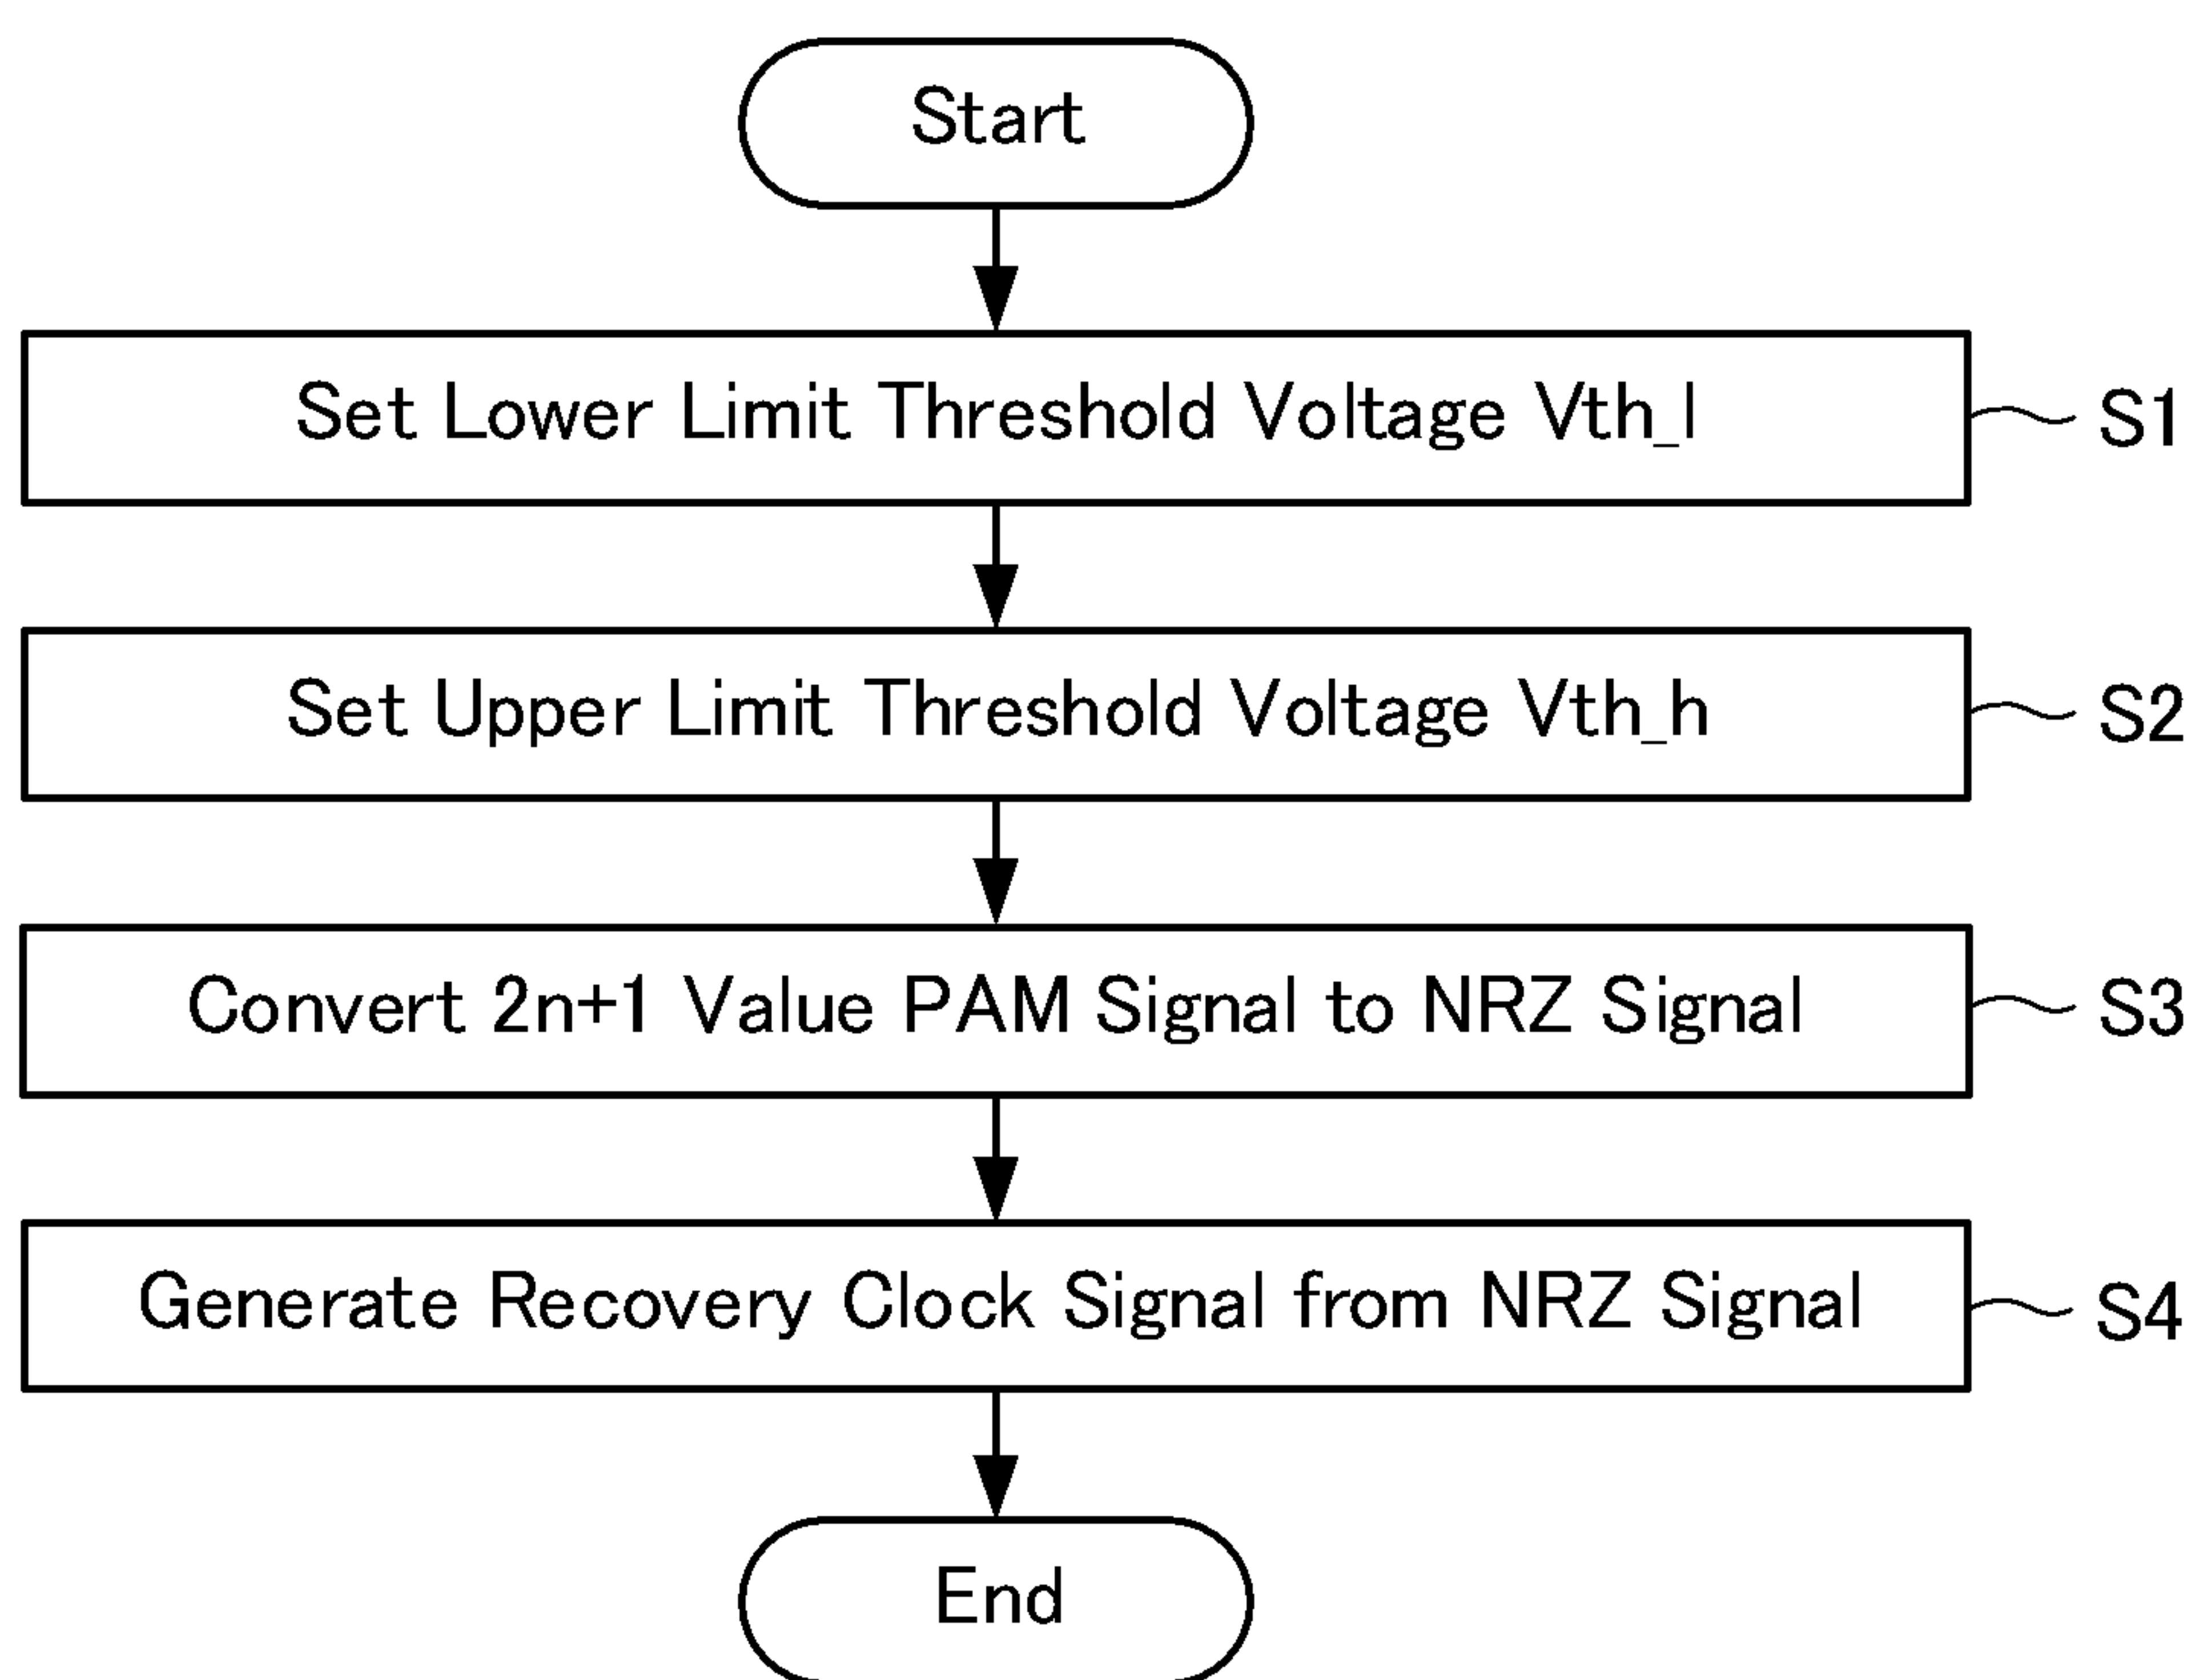 Start
Set Lower Limit Threshold Voltage Vth_l
S1
Set Upper Limit Threshold Voltage Vth_h
S2
Convert 2n+1 Value PAM Signal to NRZ Signal
S3
Generate Recovery Clock Signal from NRZ Signal
S4
End